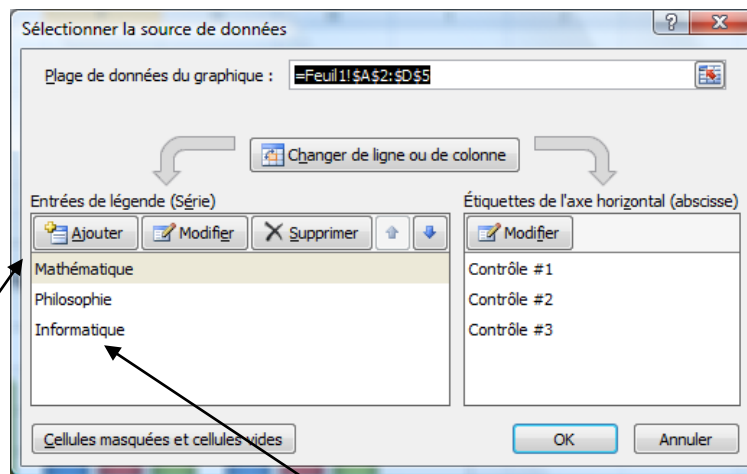 Sélectionner la source de données
?
X
Plage de données du graphique : =Feuil1!$A$2:$D$5
Changer de ligne ou de colonne
Entrées de légende (Série)
Ajouter Modifier Supprimer
Mathématique
Philosophie
Informatique
Étiquettes de l'axe horizontal (abscisse)
Modifier
Contrôle #1
Contrôle #2
Contrôle #3
Cellules masquées et cellules vides
OK Annuler